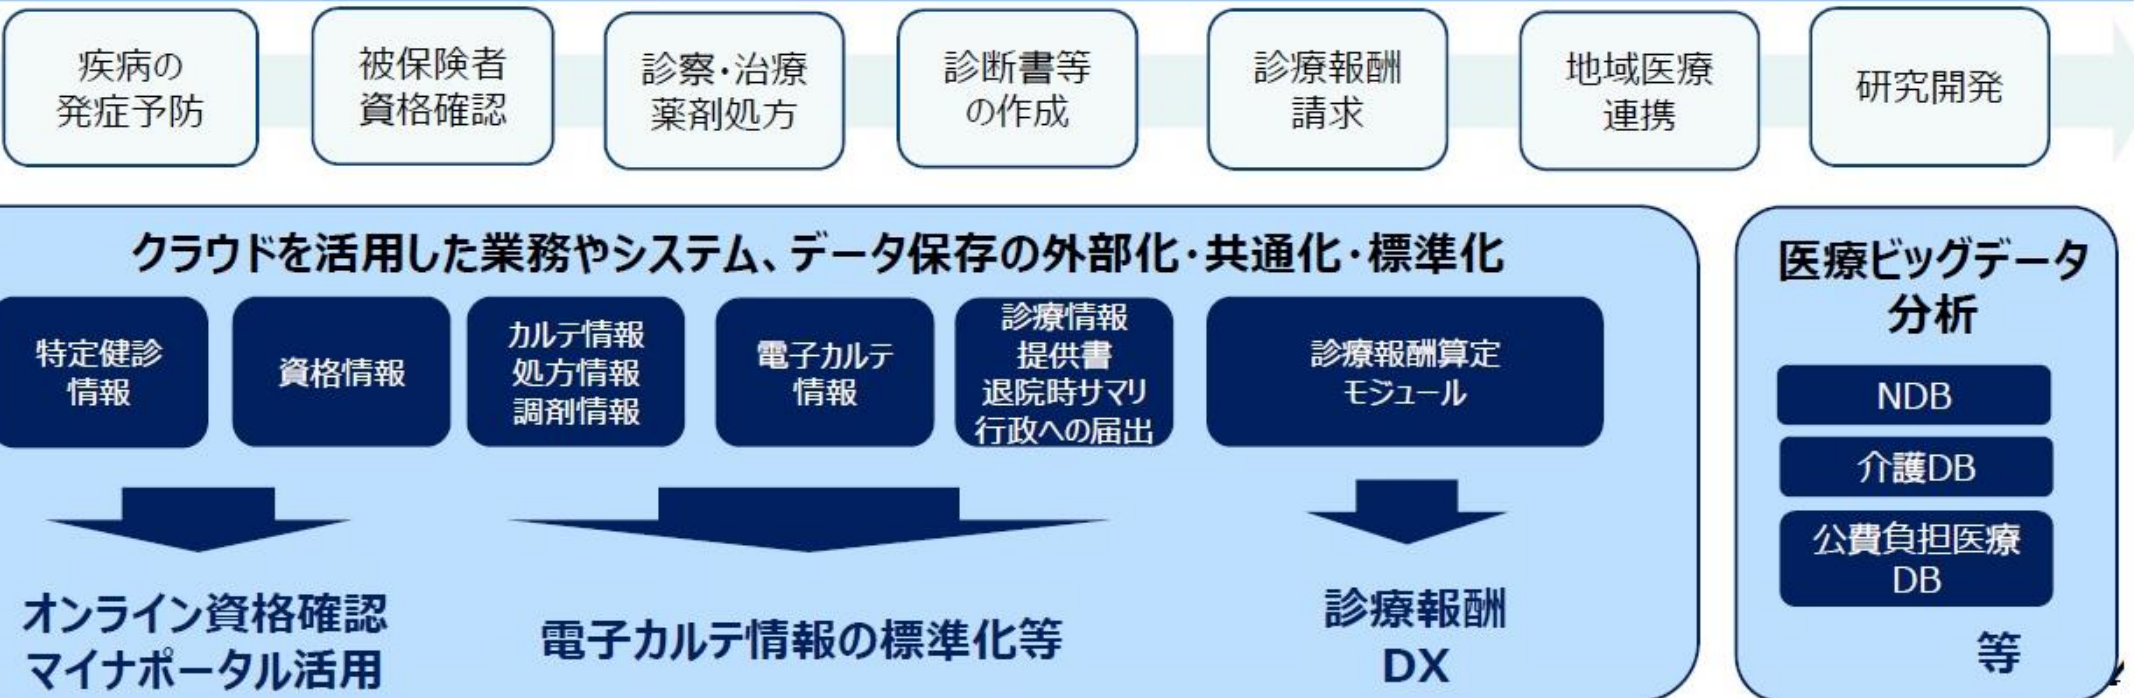 疾病の
発症予防
被保険者
資格確認
診察・治療
薬剤処方
診断書等
の作成
診療報酬
請求
地域医療
連携
研究開発
クラウドを活用した業務やシステム、データ保存の外部化・共通化・標準化
特定健診
情報
資格情報
カルテ情報
処方情報
調剤情報
電子カルテ
情報
診療情報
提供書
退院時サマリ
行政への届出
診療報酬算定
モジュール
オンライン資格確認
マイナポータル活用
電子カルテ情報の標準化等
診療報酬
DX
医療ビッグデータ
分析
NDB
介護DB
公費負担医療
DB
等